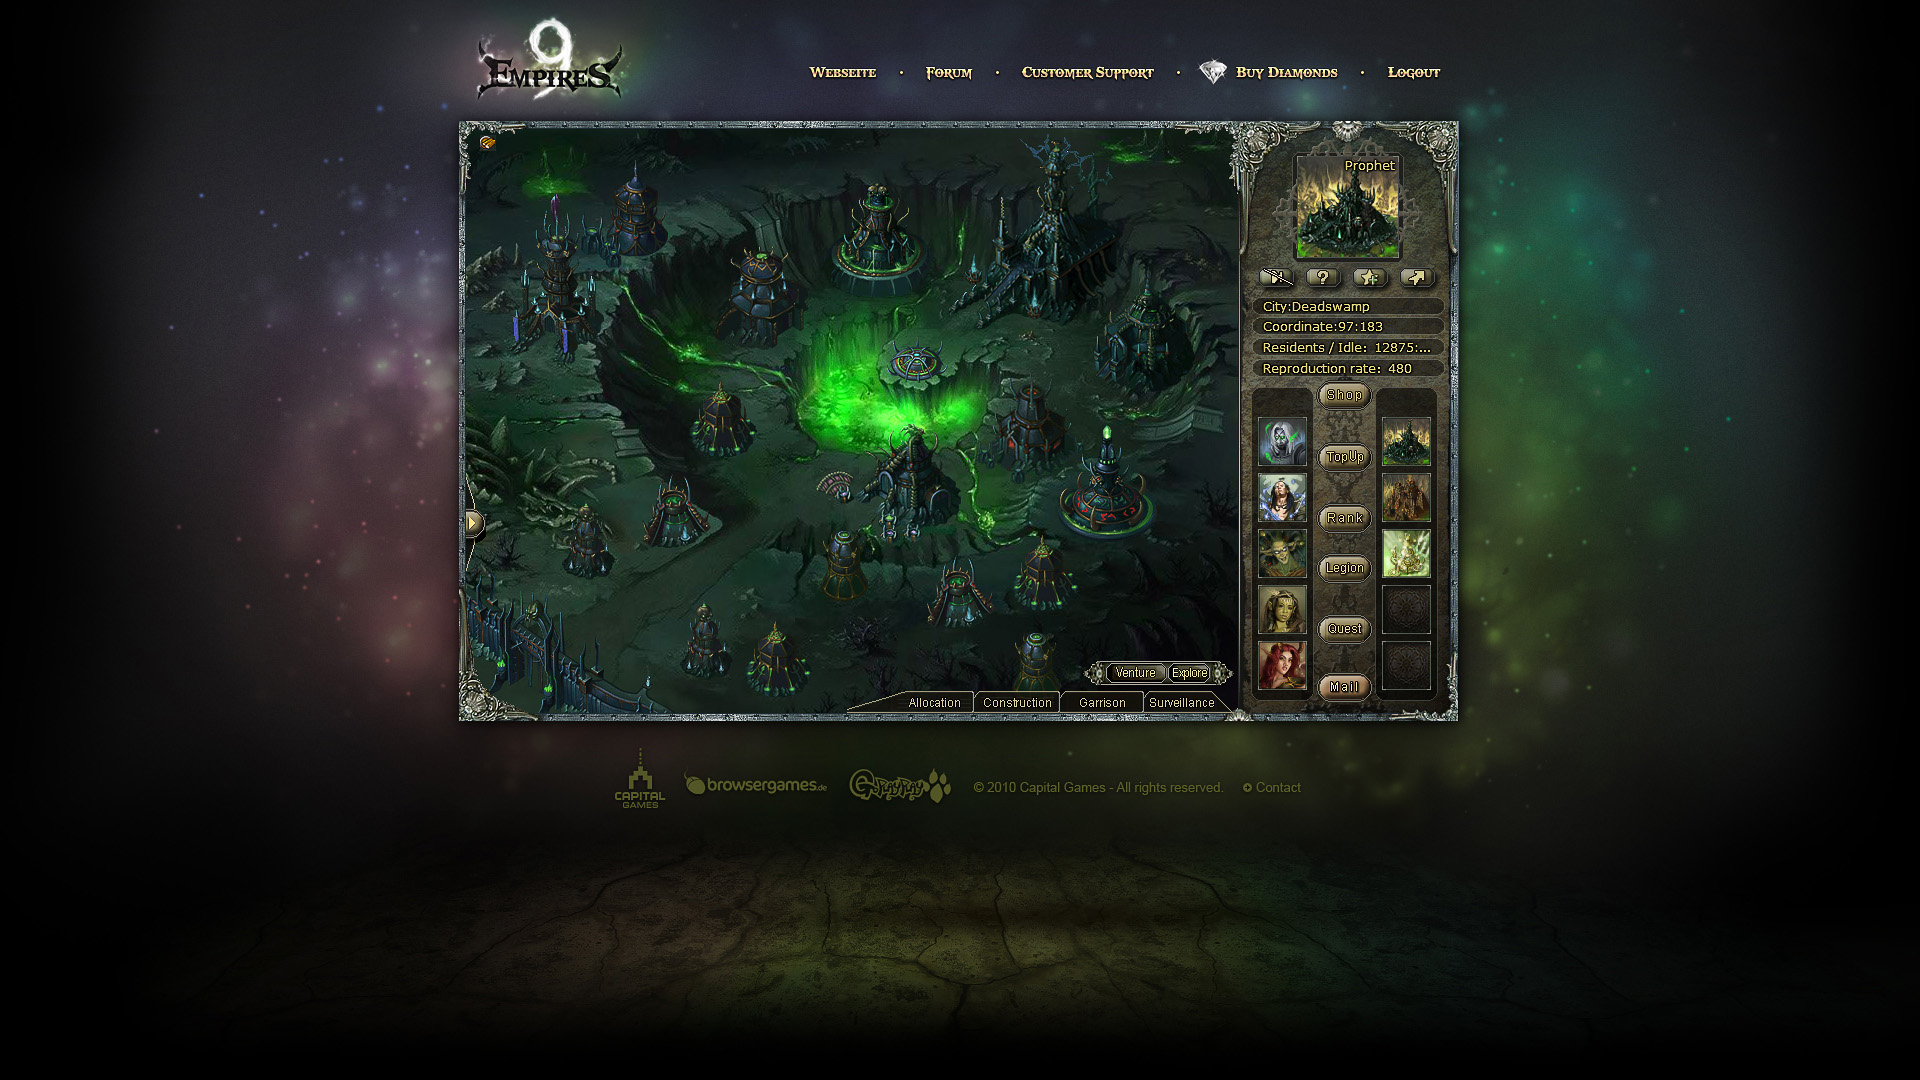 9
Empires
Webseite • Forum • Customer Support • Buy Diamonds • Logout
Prophet
?
City:Deadswamp
Coordinate:97:183
Residents / Idle: 12875:...
Reproduction rate: 480
Shop
TopUp
Rank
Legion
Quest
Mail
Venture Explore
Allocation Construction Garrison Surveillance
CAPITAL
GAMES
browsergames.de
© 2010 Capital Games - All rights reserved. Contact